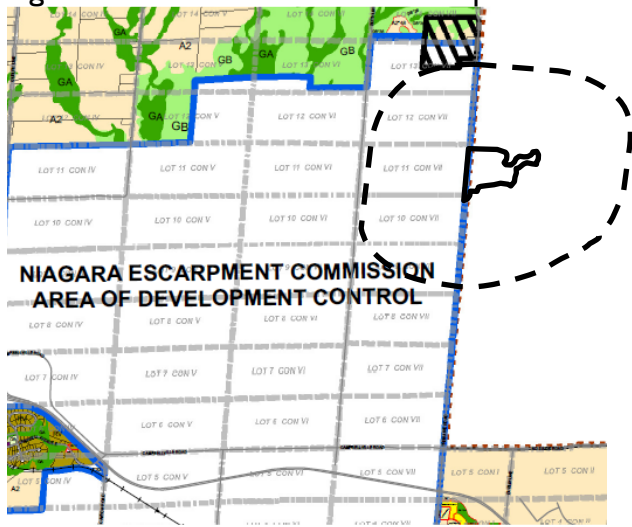 g
LOT 14 CON V
A2
GA
GB
GA
GB
A2
GA
LOT 13 CON V
GB
LOT 12 CON V
LOT 12 CON VI
LOT 12 CON VII
LOT 11 CON IV
LOT 11 CON V
LOT 11 CON VI
LOT 11 CON VII
LOT 10 CON IV
LOT 10 CON V
LOT 10 CON VI
LOT 10 CON VII
NIAGARA ESCARPMENT COMMISSION
AREA OF DEVELOPMENT CONTROL
LOT 8 CON IV
LOT 8 CON V
LOT 8 CON VI
LOT 8 CON VII
LOT 7 CON IV
LOT 7 CON V
LOT 7 CON VI
LOT 7 CON VII
LOT 6 CON V
LOT 6 CON VI
LOT 6 CON VII
LOT 5 CON IV
LOT 5 CON V
LOT 5 CON VI
LOT 5 CON VII
LOT 5 CON I
LOT 5 CON II
A2
LOT 4 CON II